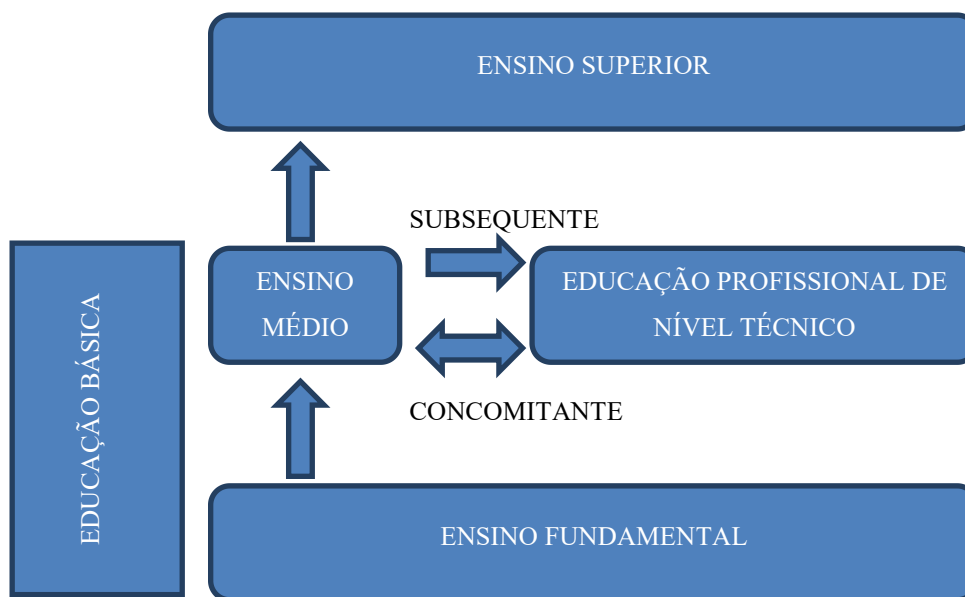 ENSINO SUPERIOR
SUBSEQUENTE
EDUCAÇÃO BÁSICA
ENSINO
MÉDIO
EDUCAÇÃO PROFISSIONAL DE
NÍVEL TÉCNICO
CONCOMITANTE
ENSINO FUNDAMENTAL